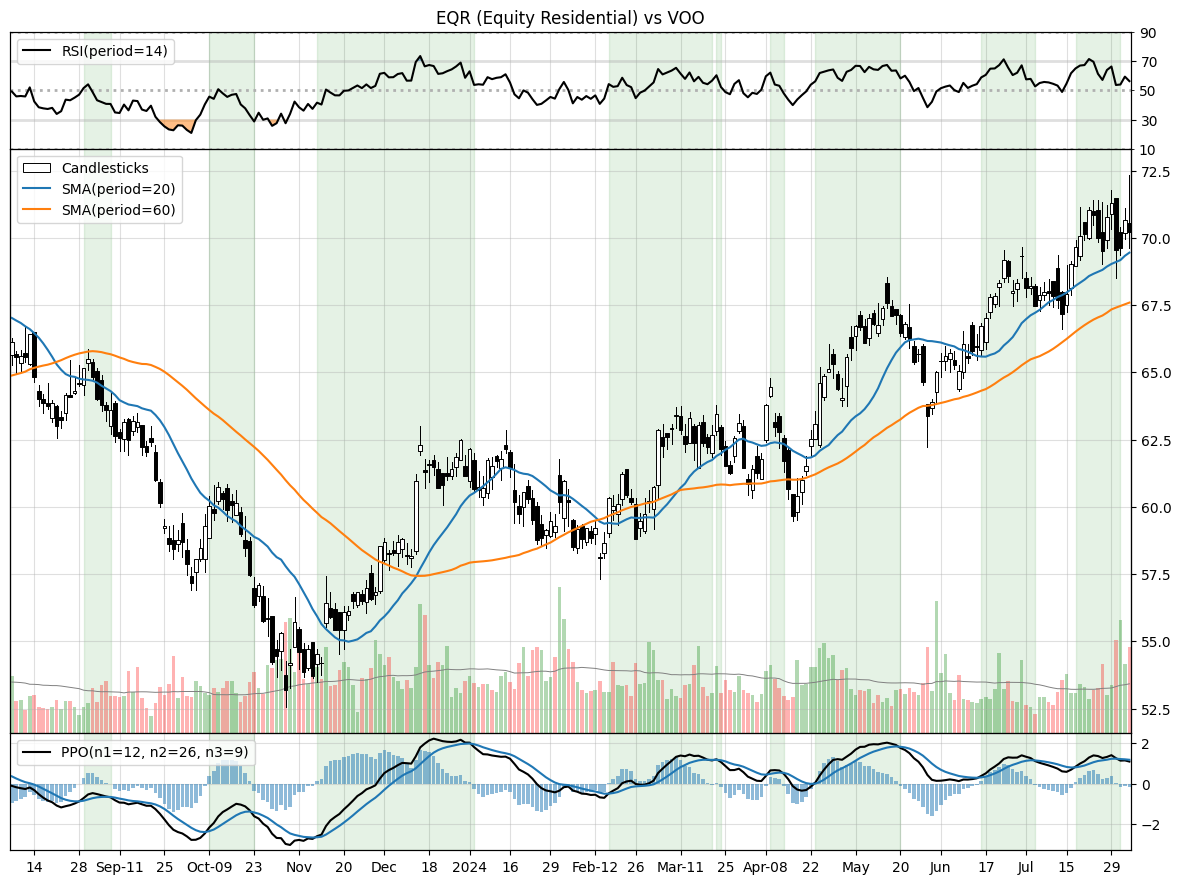 EQR (Equity Residential) vs VOO
RSI(period=14)
90
70
50
30
10
Candlesticks
SMA(period=20)
SMA(period=60)
72.5
70.0
67.5
65.0
62.5
60.0
57.5
55.0
52.5
PPO(n1=12, n2=26, n3=9)
2
0
−2
14 28 Sep-11 25 Oct-09 23 Nov 20 Dec 18 2024 16 29 Feb-12 26 Mar-11 25 Apr-08 22 May 20 Jun 17 Jul 15 29